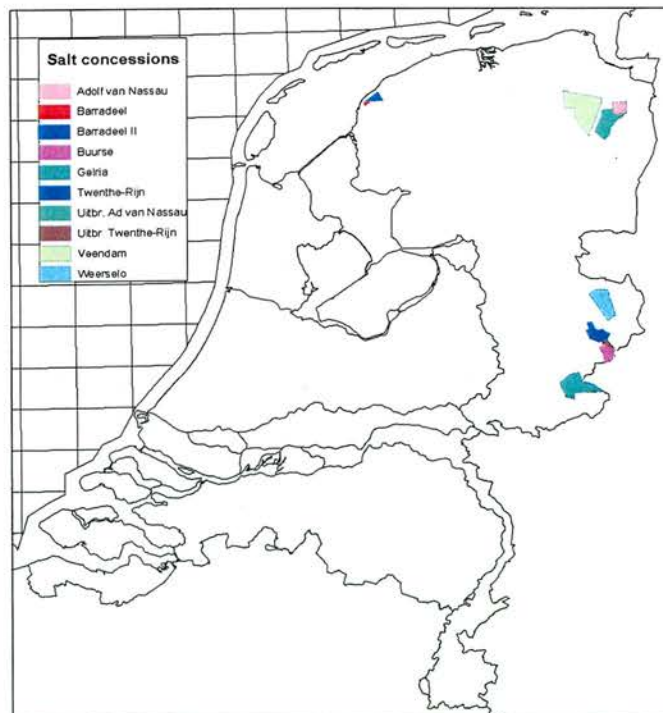 Salt concessions
Adolf van Nassau
Barradeel
Barradeel II
Buurse
Gelria
Twenthe-Rijn
Uitbr. Ad van Nassau
Uitbr Twenthe-Rijn
Veendam
Weerselo